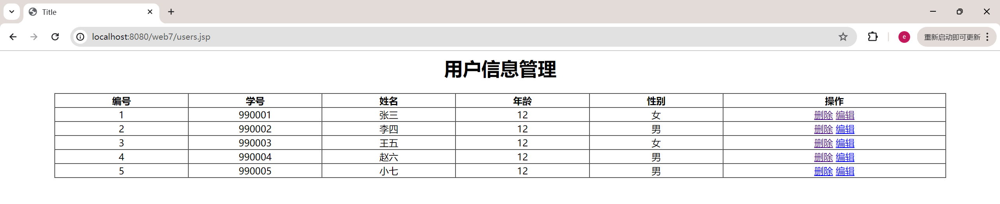 Title
localhost:8080/web7/users.jsp
e
重新启动即可更新
用户信息管理
编号 学号 姓名 年龄 性别 操作
1 990001 张三 12 女 删除 编辑
2 990002 李四 12 男 删除 编辑
3 990003 王五 12 女 删除 编辑
4 990004 赵六 12 男 删除 编辑
5 990005 小七 12 男 删除 编辑